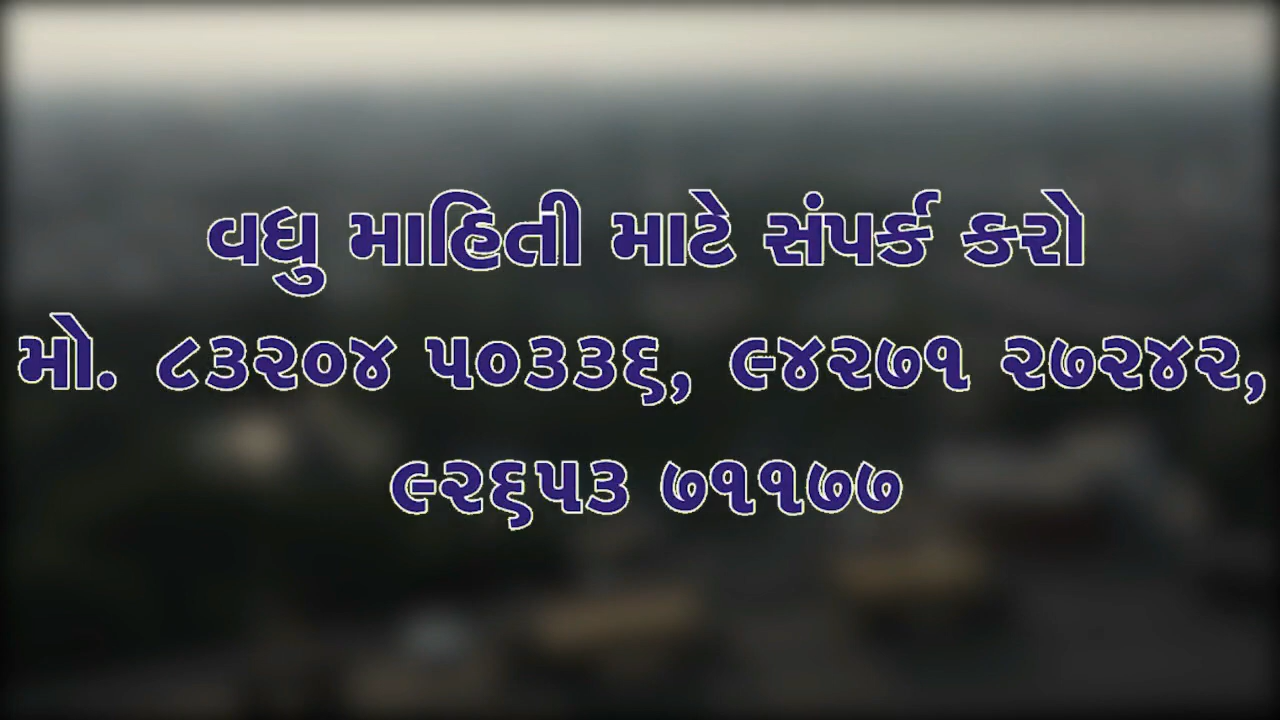 વધુ માહિતી માટે સંપર્ક કરો
મો. ૮૩૨૦૪ ૫૦૩૩૬, ૯૪૨૭૧ ૨૭૨૪૨,
૯૨૬૫૩ ૭૧૧૭૭